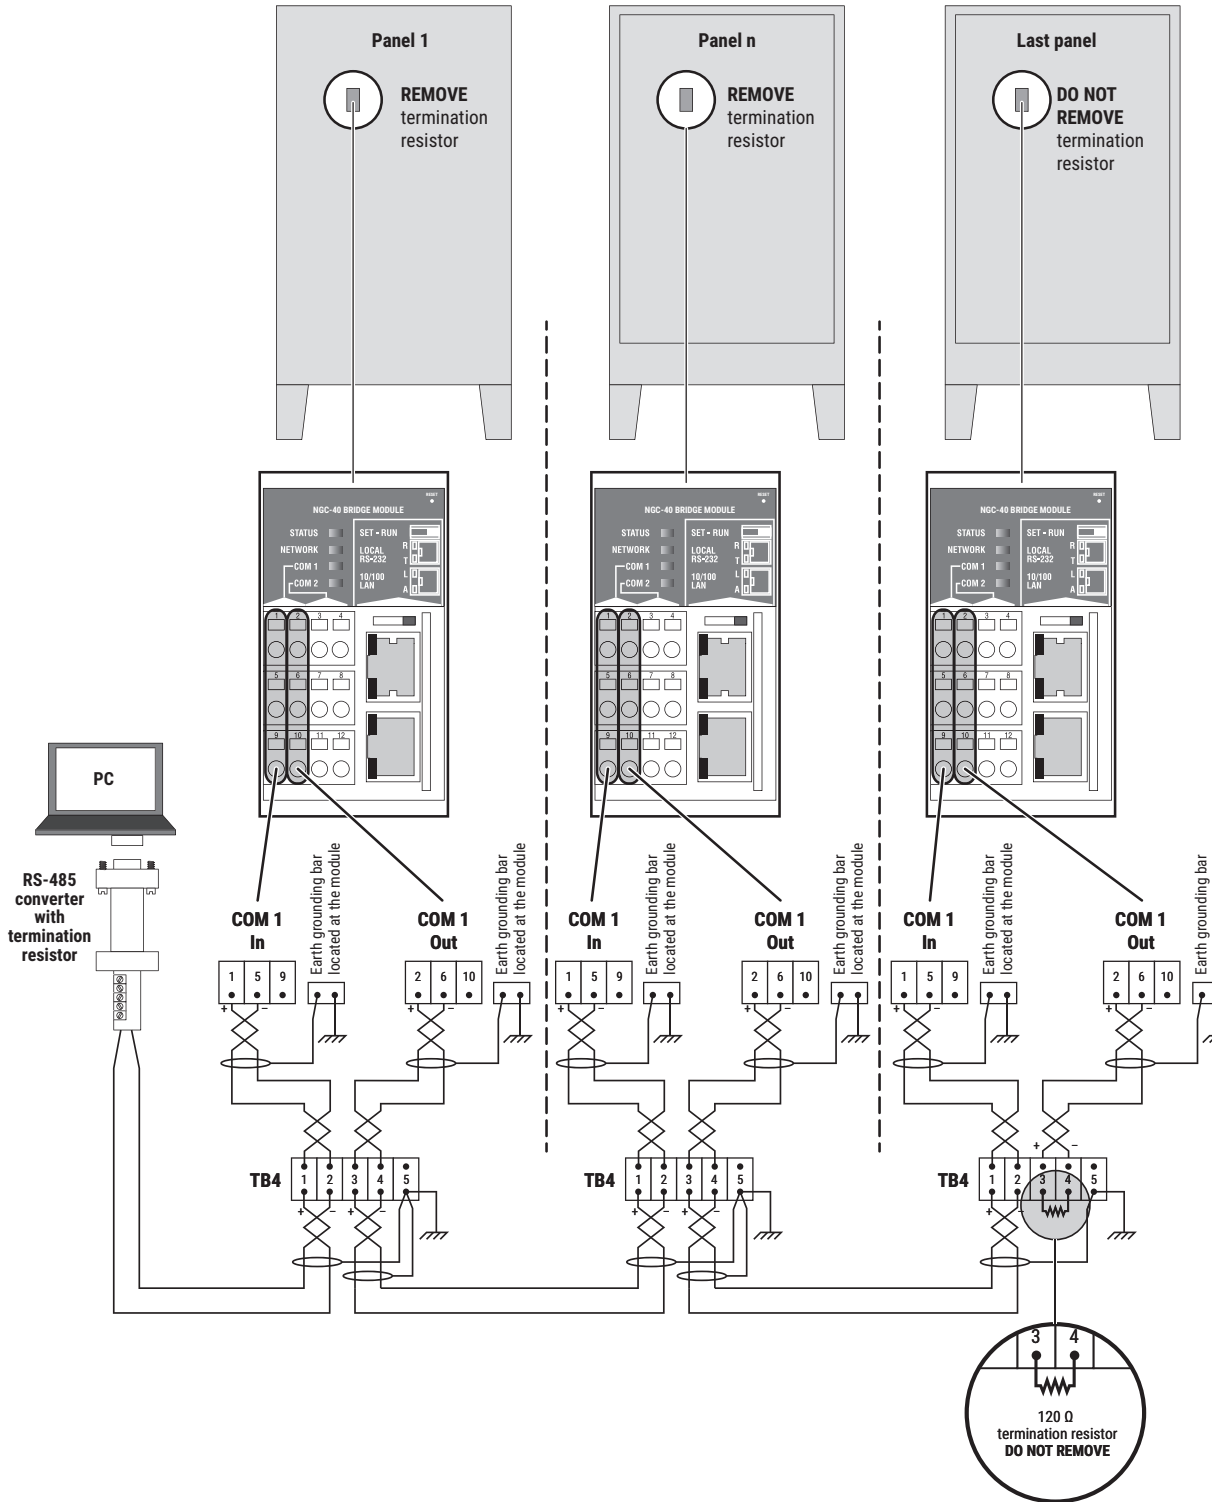 Panel 1
REMOVE
termination
resistor
Panel n
REMOVE
termination
resistor
Last panel
DO NOT
REMOVE
termination
resistor
RESET
NGC-40 BRIDGE MODULE
STATUS
SET - RUN
NETWORK
LOCAL
RS-232
R
T
COM 1
COM 2
10/100
LAN
L
A
1 2 3 4
5 6 7 8
9 10 11 12
RESET
NGC-40 BRIDGE MODULE
STATUS
SET - RUN
NETWORK
LOCAL
RS-232
R
T
COM 1
COM 2
10/100
LAN
L
A
1 2 3 4
5 6 7 8
9 10 11 12
RESET
NGC-40 BRIDGE MODULE
STATUS
SET - RUN
NETWORK
LOCAL
RS-232
R
T
COM 1
COM 2
10/100
LAN
L
A
1 2 3 4
5 6 7 8
9 10 11 12
PC
RS-485
converter
with
termination
resistor
COM 1
In
1 5 9
+ –
Earth grounding bar
located at the module
COM 1
Out
2 6 10
+ –
Earth grounding bar
located at the module
COM 1
In
1 5 9
+ –
Earth grounding bar
located at the module
COM 1
Out
2 6 10
+ –
Earth grounding bar
located at the module
COM 1
In
1 5 9
+ –
Earth grounding bar
located at the module
COM 1
Out
2 6 10
+ –
Earth grounding bar
TB4
1 2 3 4 5
+ – + –
TB4
1 2 3 4 5
+ – + –
+ –
TB4
1 2 3 4 5
+ –
3 4
120 Ω
termination resistor
DO NOT REMOVE